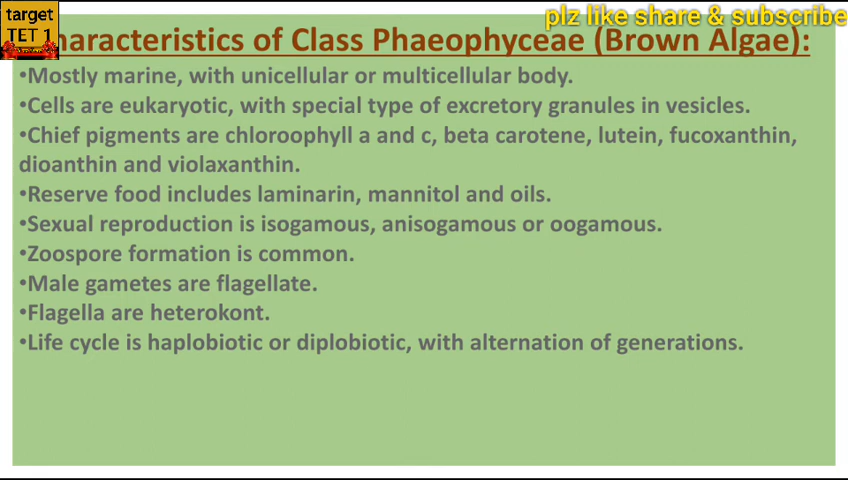 target
TET 1
plz like share & subscribe
haracteristics of Class Phaeophyceae (Brown Algae):
•Mostly marine, with unicellular or multicellular body.
•Cells are eukaryotic, with special type of excretory granules in vesicles.
•Chief pigments are chloroophyll a and c, beta carotene, lutein, fucoxanthin,
dioanthin and violaxanthin.
•Reserve food includes laminarin, mannitol and oils.
•Sexual reproduction is isogamous, anisogamous or oogamous.
•Zoospore formation is common.
•Male gametes are flagellate.
•Flagella are heterokont.
•Life cycle is haplobiotic or diplobiotic, with alternation of generations.